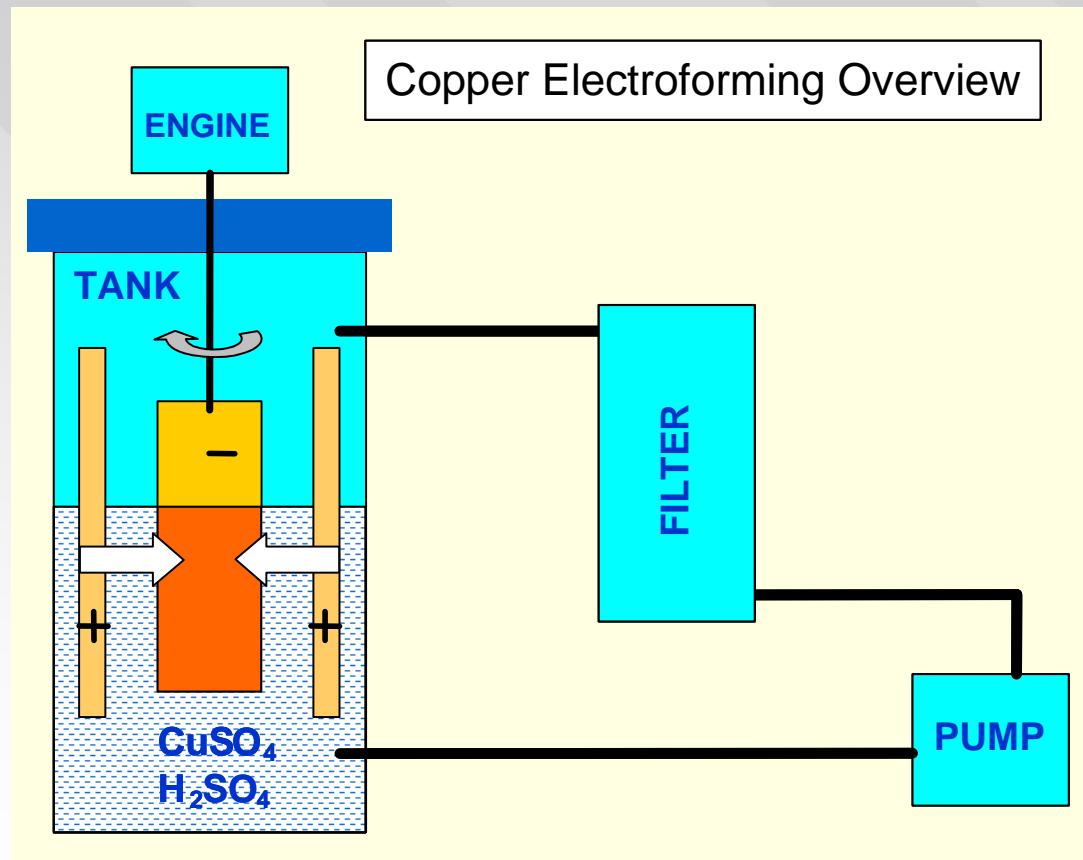 Copper Electroforming Overview
ENGINE
TANK
−
+ +
FILTER
PUMP
CuSO₄
H₂SO₄